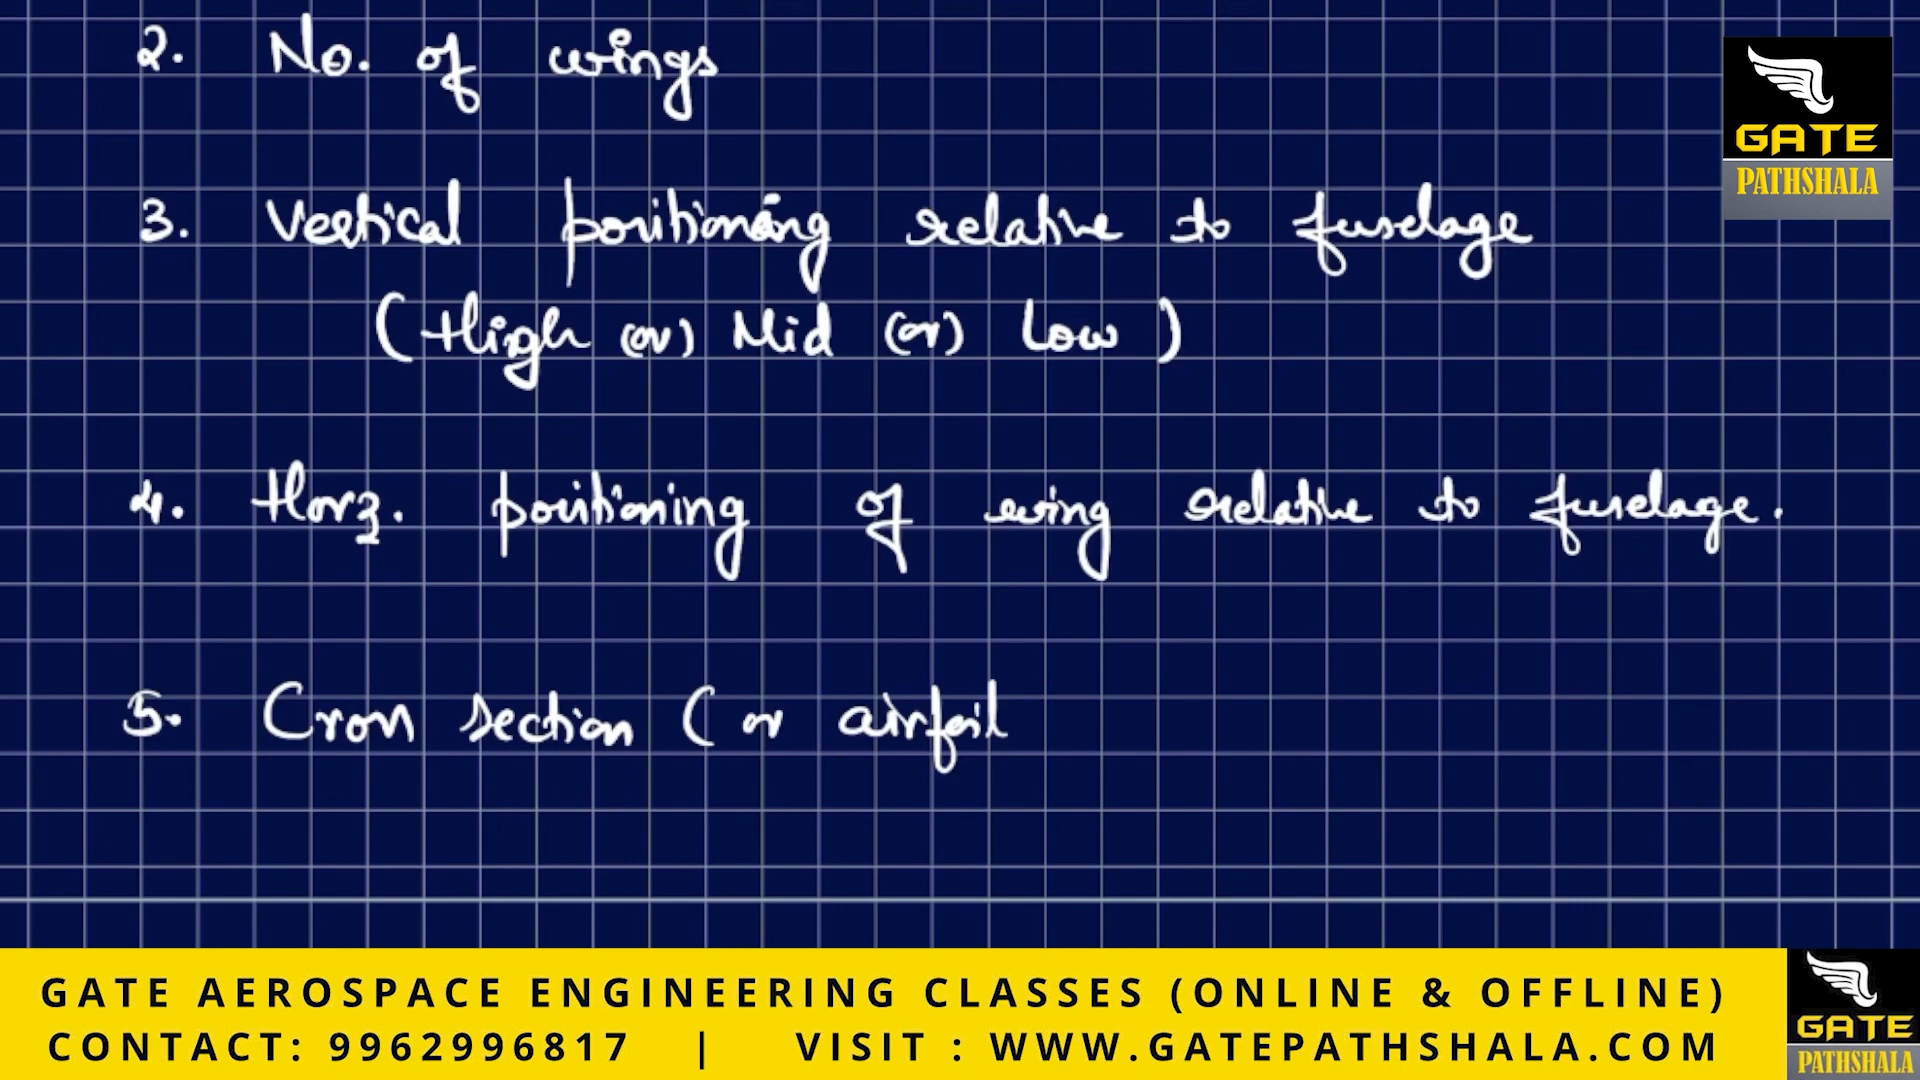 2. No. of wings
GATE
PATHSHALA
3. Vertical positioning relative to fuselage
(High (or) Mid (or) Low)
4. Horz. positioning of wing relative to fuselage.
5. Cross section (or airfoil
GATE AEROSPACE ENGINEERING CLASSES (ONLINE & OFFLINE)
CONTACT: 9962996817 | VISIT : WWW.GATEPATHSHALA.COM
GATE
PATHSHALA